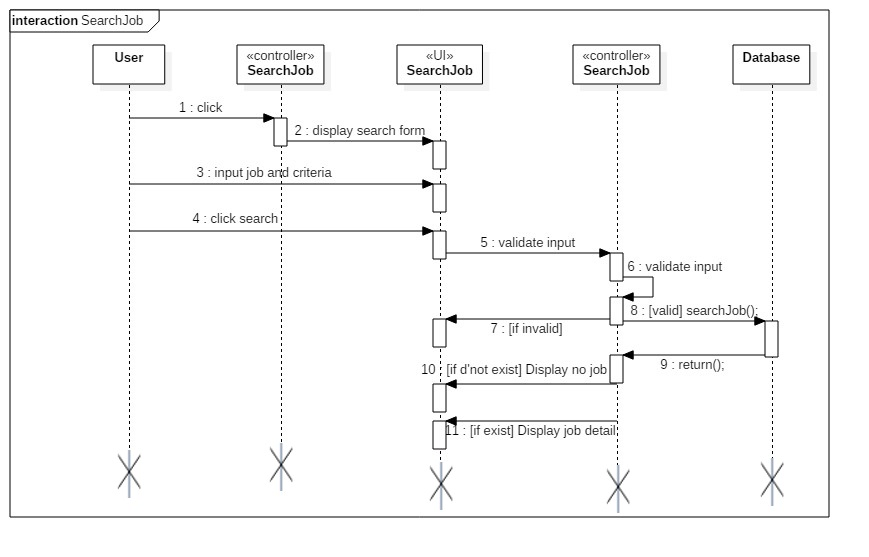 interaction SearchJob
User
«controller»
SearchJob
«UI»
SearchJob
«controller»
SearchJob
Database
1 : click
2 : display search form
3 : input job and criteria
4 : click search
5 : validate input
6 : validate input
8 : [valid] searchJob();
7 : [if invalid]
9 : return();
10 : [if d'not exist] Display no job
11 : [if exist] Display job detail